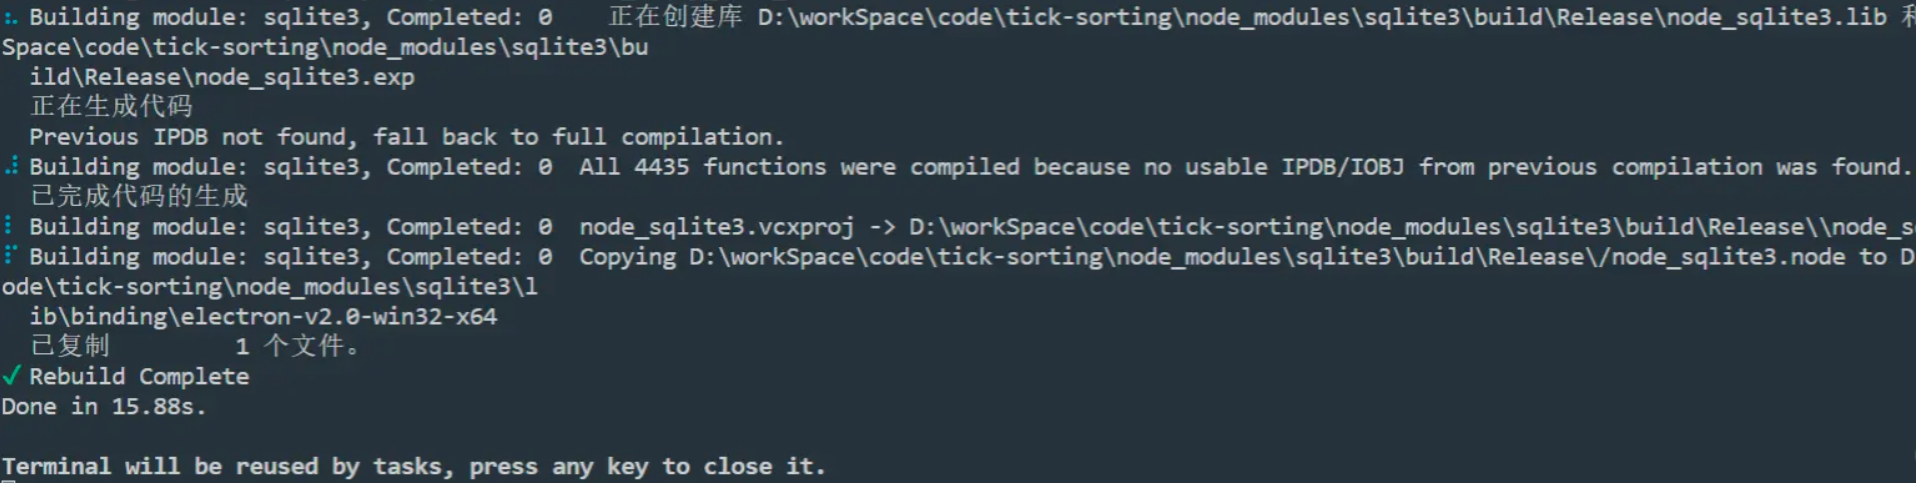 Building module: sqlite3, Completed: 0    正在创建库 D:\workSpace\code\tick-sorting\node_modules\sqlite3\build\Release\node_sqlite3.lib 和
Space\code\tick-sorting\node_modules\sqlite3\bu
ild\Release\node_sqlite3.exp
正在生成代码
Previous IPDB not found, fall back to full compilation.
Building module: sqlite3, Completed: 0  All 4435 functions were compiled because no usable IPDB/IOBJ from previous compilation was found.
已完成代码的生成
Building module: sqlite3, Completed: 0  node_sqlite3.vcxproj -> D:\workSpace\code\tick-sorting\node_modules\sqlite3\build\Release\\node_s
Building module: sqlite3, Completed: 0  Copying D:\workSpace\code\tick-sorting\node_modules\sqlite3\build\Release\/node_sqlite3.node to D
ode\tick-sorting\node_modules\sqlite3\l
ib\binding\electron-v2.0-win32-x64
已复制         1 个文件。
✓ Rebuild Complete
Done in 15.88s.
Terminal will be reused by tasks, press any key to close it.